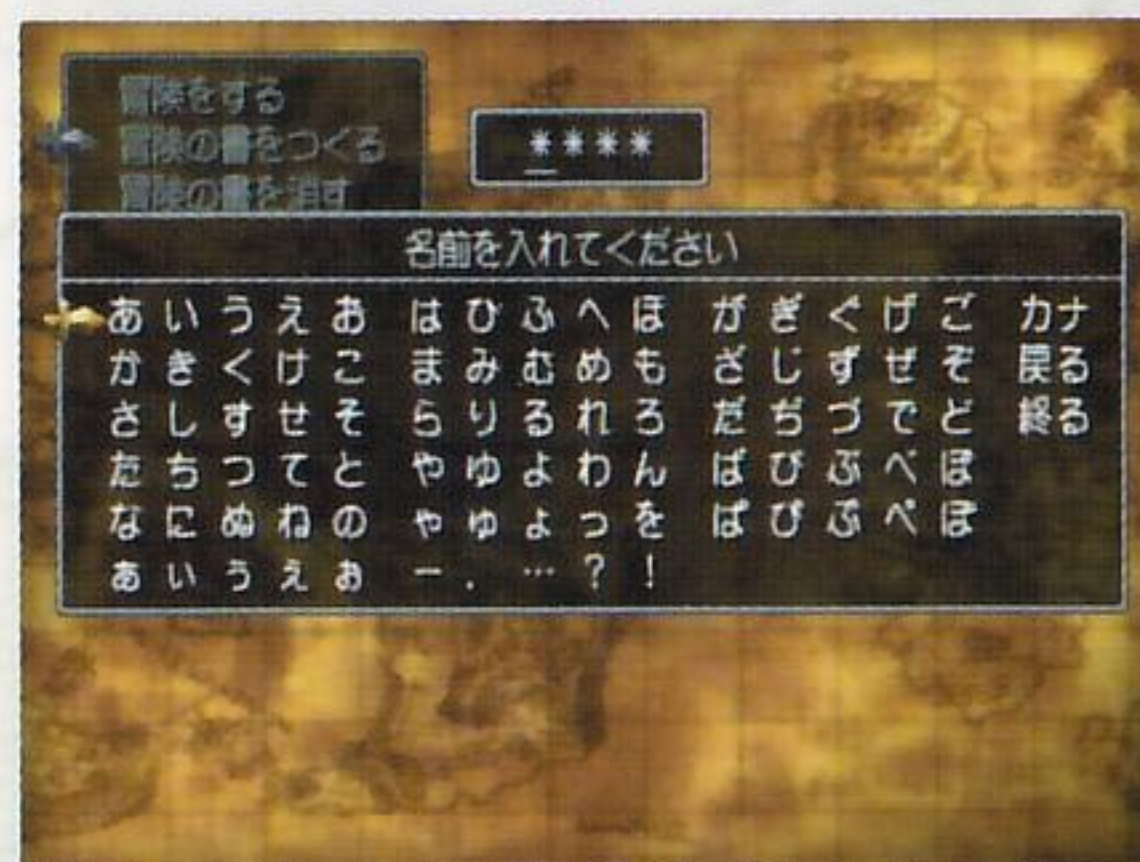 冒険をする
冒険の書をつくる
冒険の書を消す
＊＊＊＊
名前を入れてください
あいうえお はひふへほ がぎぐげご カナ
かきくけこ まみむめも ざじずぜぞ 戻る
さしすせそ らりるれろ だぢづでど 終る
たちつてと やゆよわん ばびぶべぼ
なにぬねの ゃゅょっを ぱぴぷぺぽ
ぁぃぅぇぉ ー．…？！